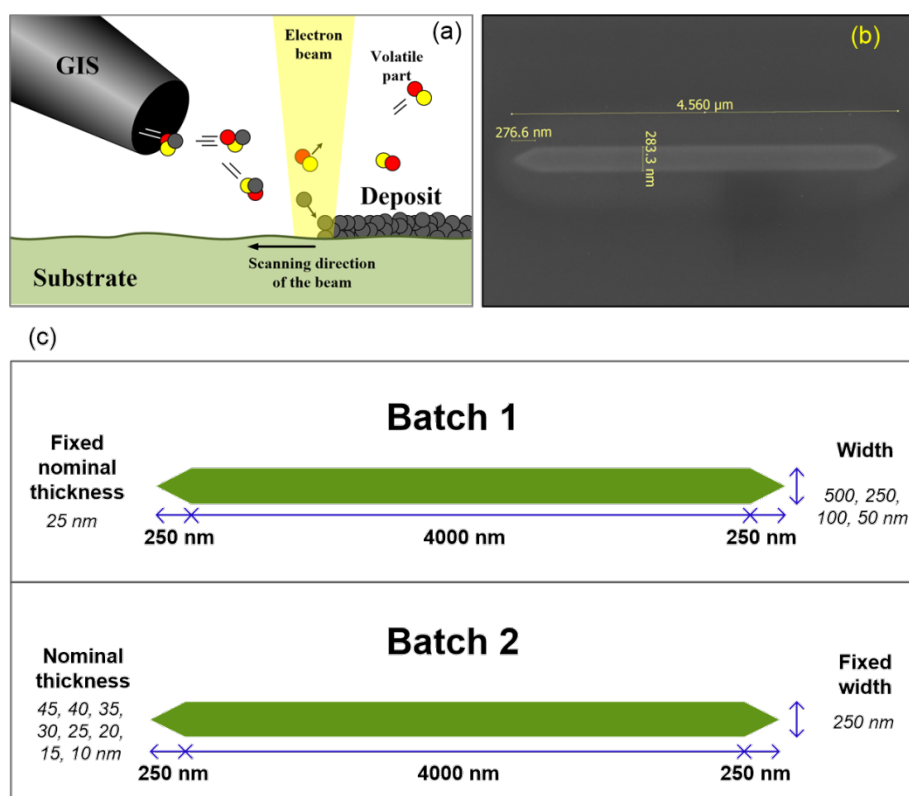 (a)
GIS
Electron
beam
Volatile
part
Deposit
Scanning direction
of the beam
Substrate
(b)
4.560 µm
276.6 nm
283.3 nm
(c)
Batch 1
Fixed
nominal
thickness
25 nm
Width
500, 250,
100, 50 nm
250 nm
4000 nm
250 nm
Batch 2
Nominal
thickness
45, 40, 35,
30, 25, 20,
15, 10 nm
Fixed
width
250 nm
250 nm
4000 nm
250 nm